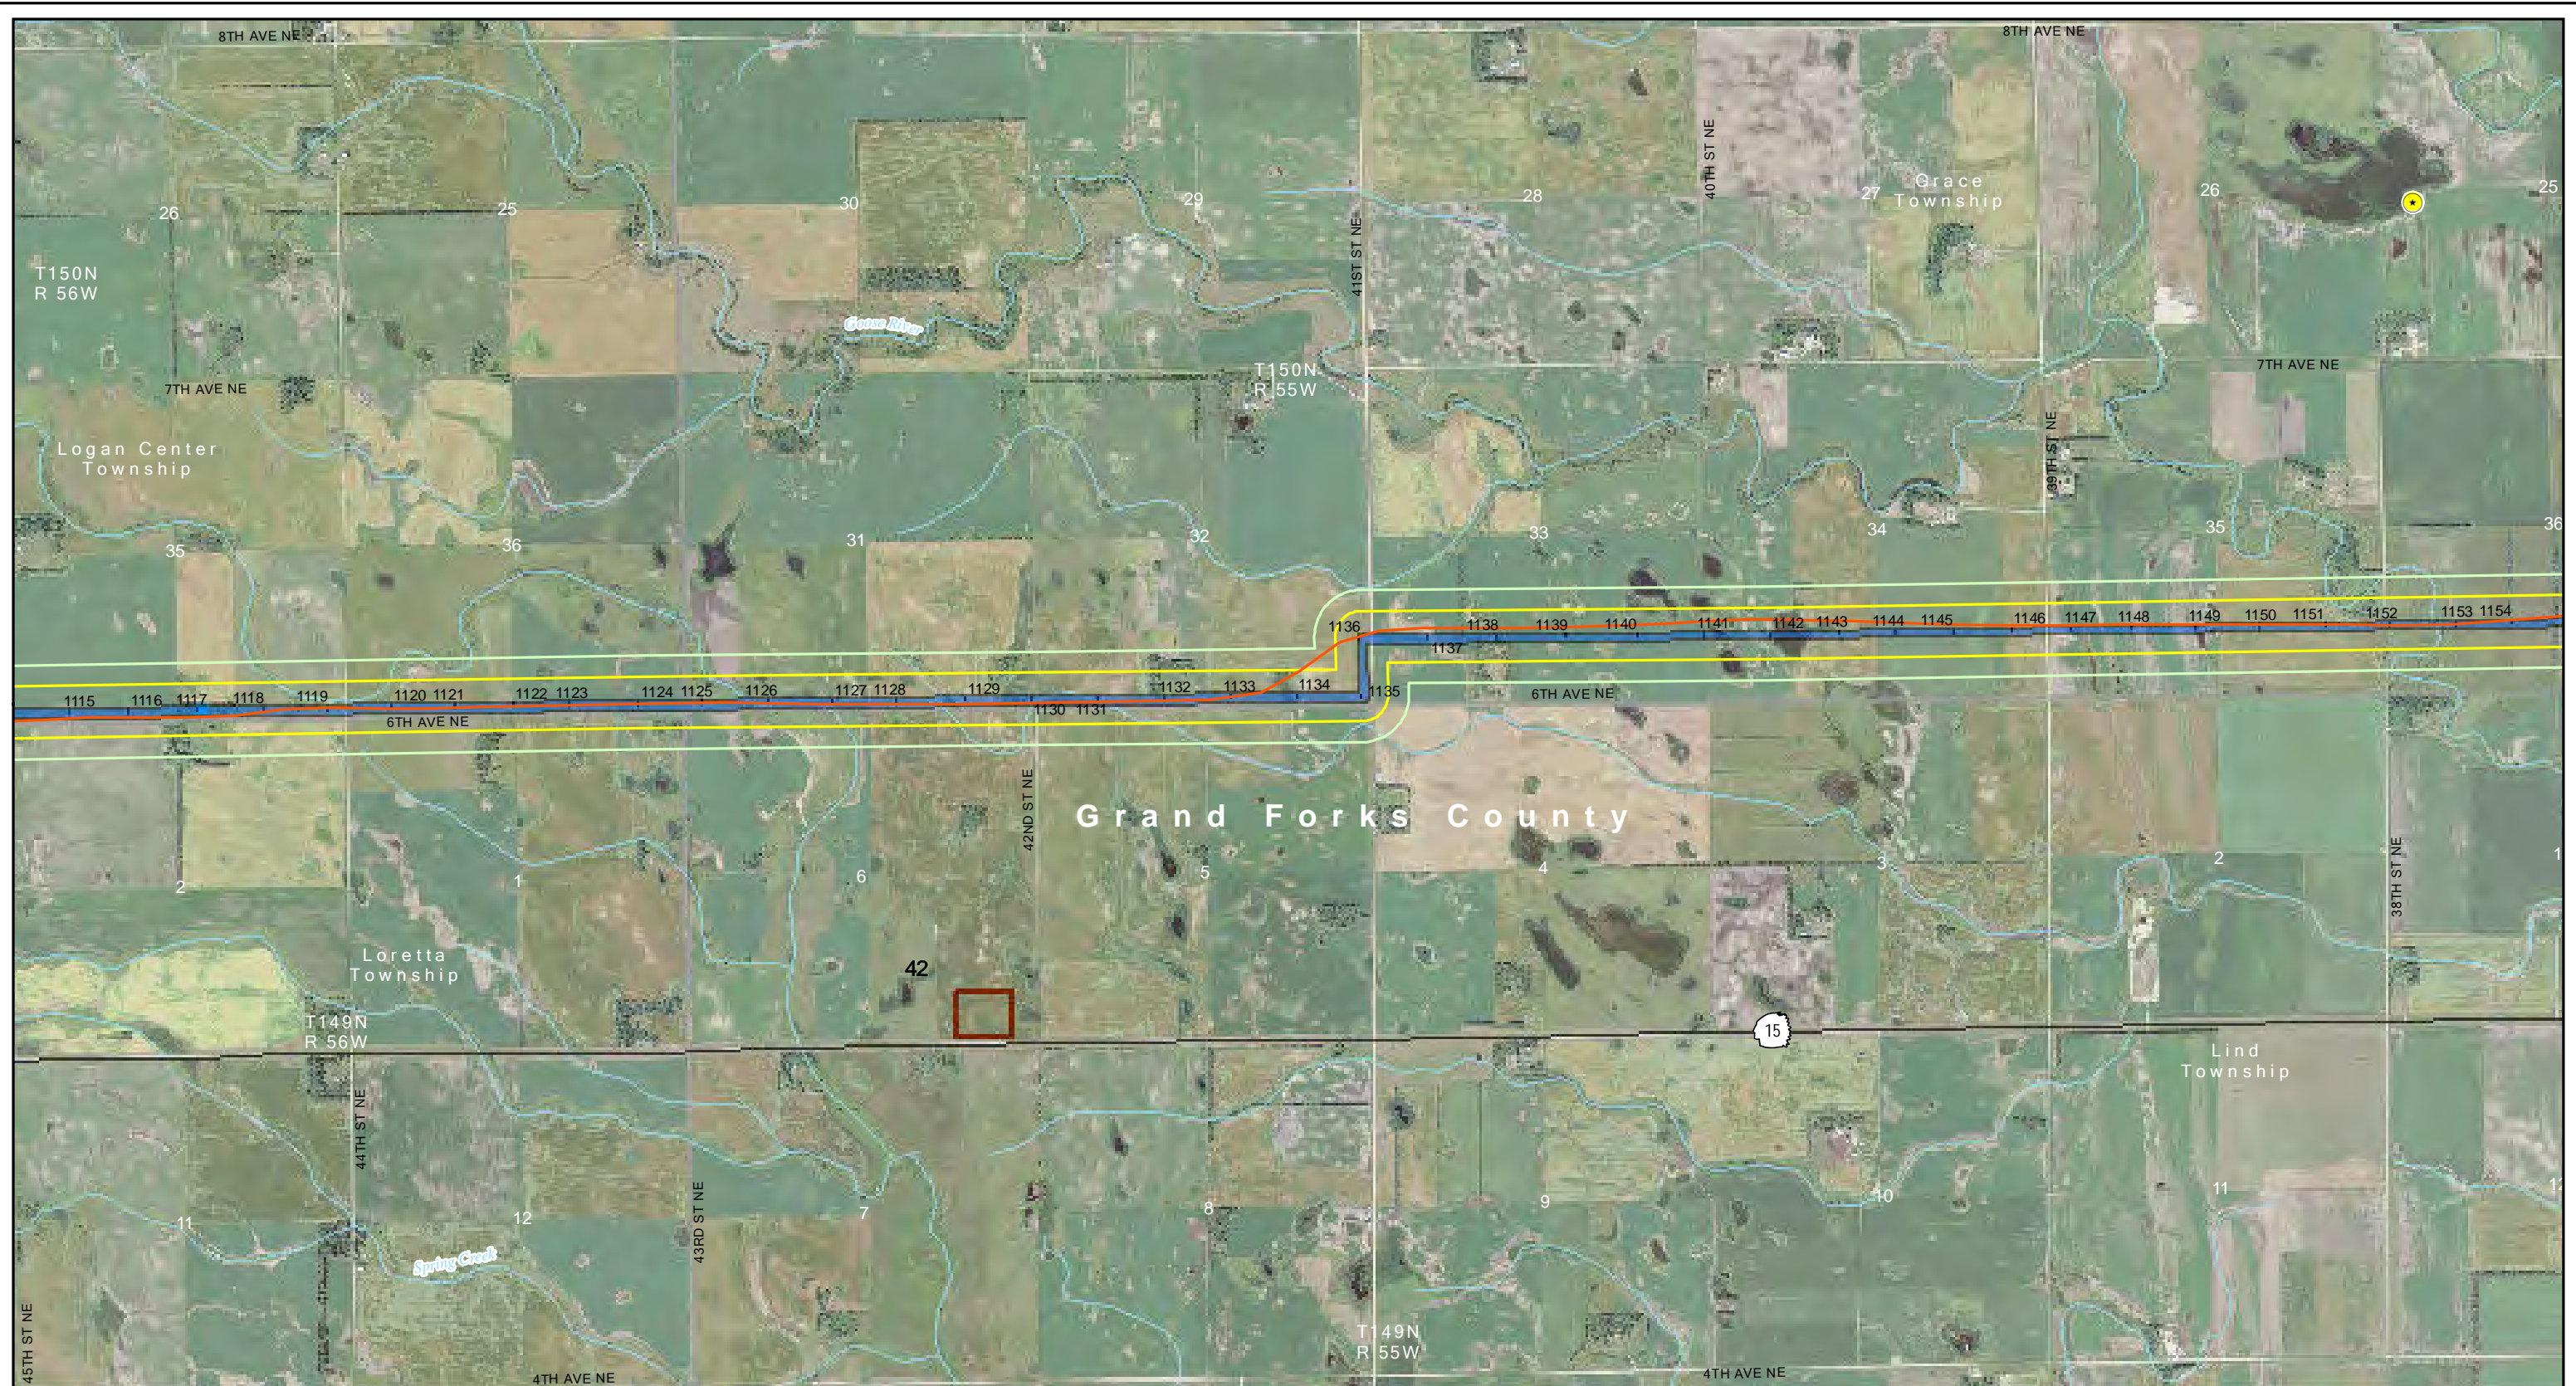 8TH AVE NE
8TH AVE NE
40TH ST NE
Grace
Township
26
25
30
29
28
27
26
25
41ST ST NE
T150N
R 56W
Goose River
T150N
R 55W
7TH AVE NE
7TH AVE NE
Logan Center
Township
39TH ST NE
35
36
31
32
33
34
35
36
1115
1116
1117
1118
1119
1120
1121
1122
1123
1124
1125
1126
1127
1128
1129
1130
1131
1132
1133
1134
1135
1136
1137
1138
1139
1140
1141
1142
1143
1144
1145
1146
1147
1148
1149
1150
1151
1152
1153
1154
6TH AVE NE
6TH AVE NE
42ND ST NE
Grand Forks County
38TH ST NE
2
1
6
5
4
3
2
1
Loretta
Township
42
T149N
R 56W
15
Lind
Township
44TH ST NE
43RD ST NE
11
12
7
8
9
10
11
12
Spring Creek
45TH ST NE
T149N
R 55W
4TH AVE NE
4TH AVE NE